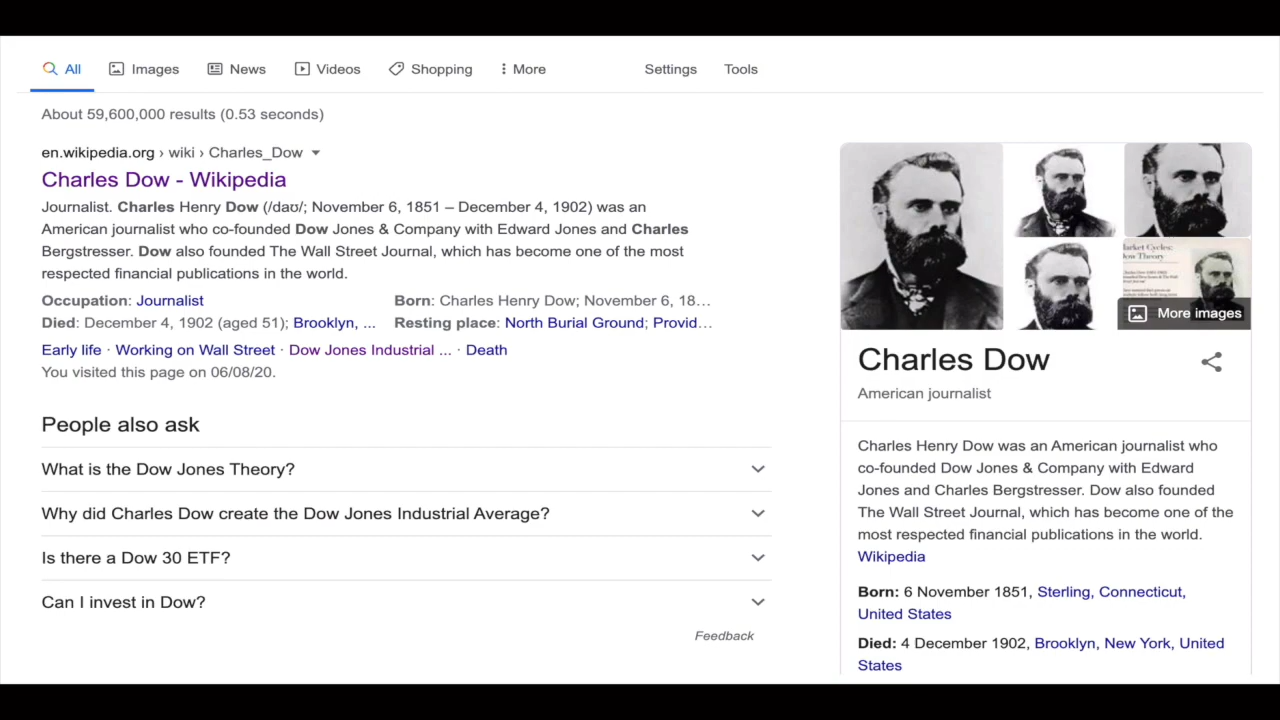 All Images News Videos Shopping More Settings Tools
About 59,600,000 results (0.53 seconds)
en.wikipedia.org › wiki › Charles_Dow
Charles Dow - Wikipedia
Journalist. Charles Henry Dow (/daʊ/; November 6, 1851 – December 4, 1902) was an
American journalist who co-founded Dow Jones & Company with Edward Jones and Charles
Bergstresser. Dow also founded The Wall Street Journal, which has become one of the most
respected financial publications in the world.
Occupation: Journalist
Born: Charles Henry Dow; November 6, 18...
Died: December 4, 1902 (aged 51); Brooklyn, ...
Resting place: North Burial Ground; Provid...
Early life · Working on Wall Street · Dow Jones Industrial ... · Death
You visited this page on 06/08/20.
People also ask
What is the Dow Jones Theory?
Why did Charles Dow create the Dow Jones Industrial Average?
Is there a Dow 30 ETF?
Can I invest in Dow?
Feedback
Market Cycles:
Dow Theory
More images
Charles Dow
American journalist
Charles Henry Dow was an American journalist who
co-founded Dow Jones & Company with Edward
Jones and Charles Bergstresser. Dow also founded
The Wall Street Journal, which has become one of the
most respected financial publications in the world.
Wikipedia
Born: 6 November 1851, Sterling, Connecticut,
United States
Died: 4 December 1902, Brooklyn, New York, United
States